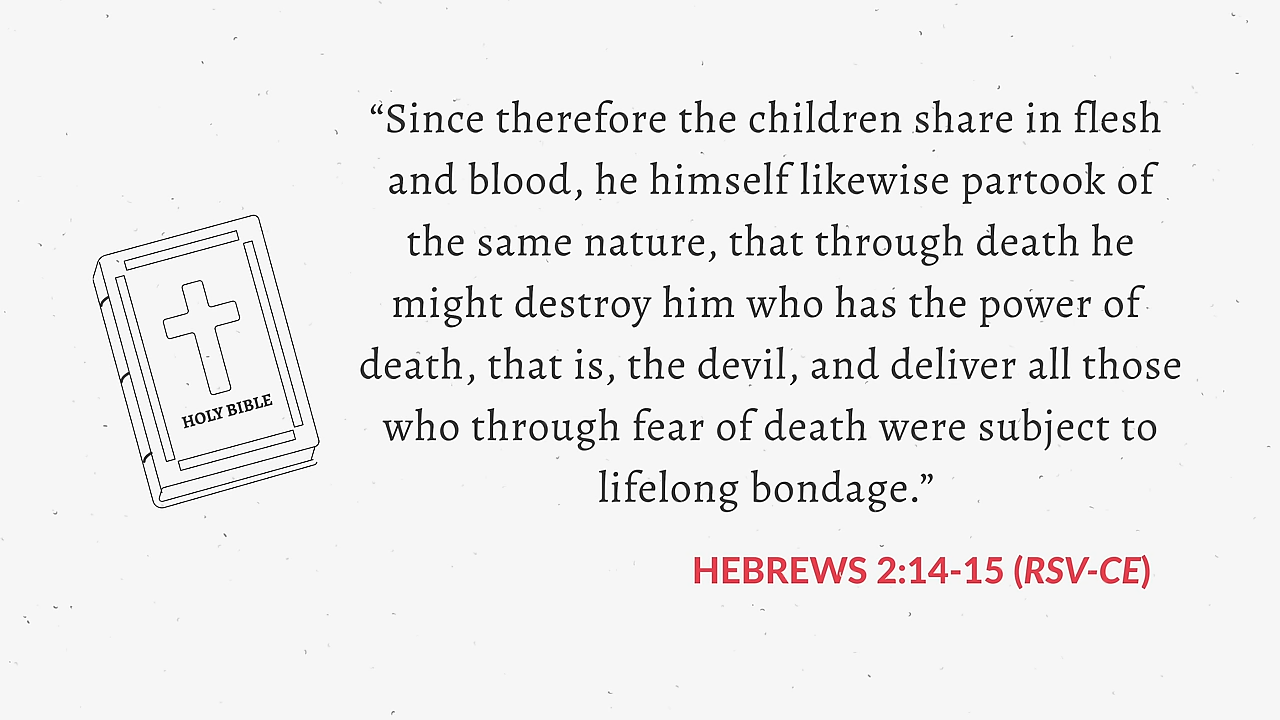 “Since therefore the children share in flesh
and blood, he himself likewise partook of
the same nature, that through death he
might destroy him who has the power of
death, that is, the devil, and deliver all those
who through fear of death were subject to
lifelong bondage.”
HEBREWS 2:14-15 (RSV-CE)
HOLY BIBLE